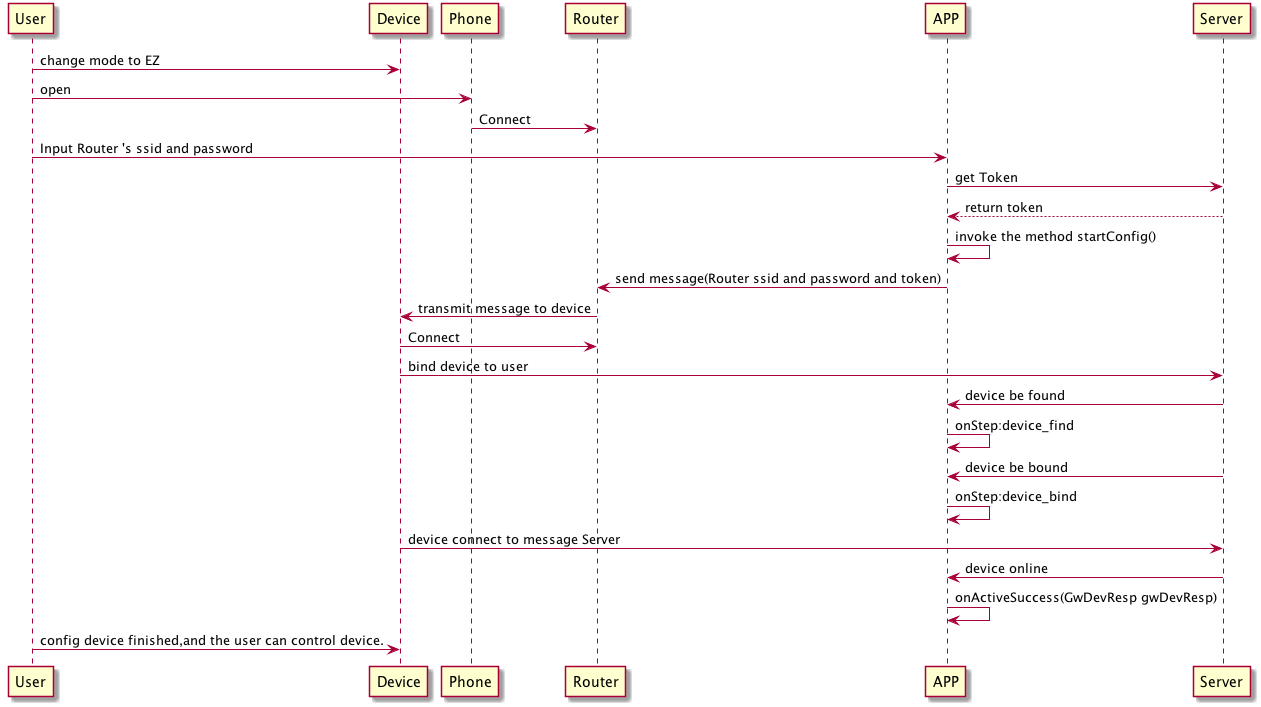 User Device Phone Router APP Server
change mode to EZ
open
Connect
Input Router 's ssid and password
get Token
return token
invoke the method startConfig()
send message(Router ssid and password and token)
transmit message to device
Connect
bind device to user
device be found
onStep:device_find
device be bound
onStep:device_bind
device connect to message Server
device online
onActiveSuccess(GwDevResp gwDevResp)
config device finished,and the user can control device.
User Device Phone Router APP Server